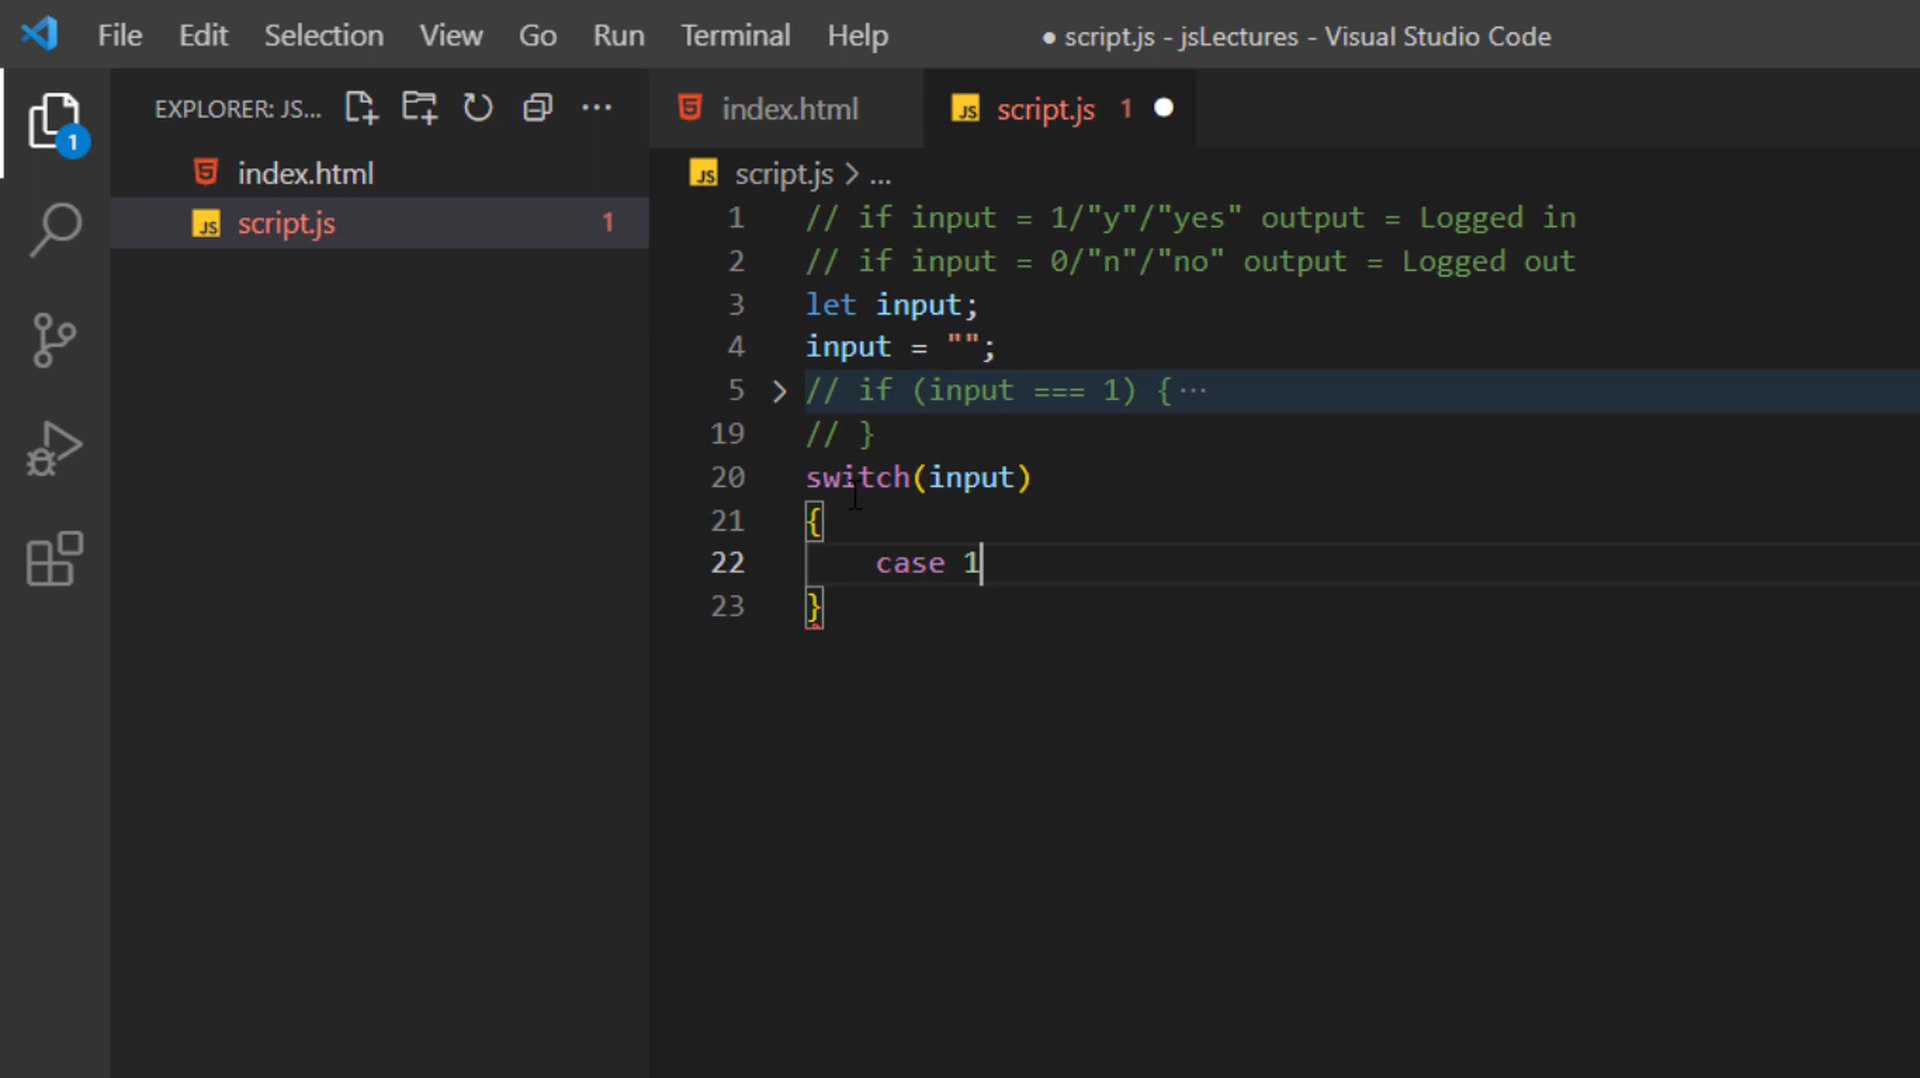 File Edit Selection View Go Run Terminal Help ● script.js - jsLectures - Visual Studio Code
EXPLORER: JS... ...
index.html
script.js 1
1
index.html
JS script.js 1
JS script.js > ...
1 // if input = 1/"y"/"yes" output = Logged in
2 // if input = 0/"n"/"no" output = Logged out
3 let input;
4 input = "";
5 > // if (input === 1) {...
19 // }
20 switch(input)
21 {
22 case 1
23 }